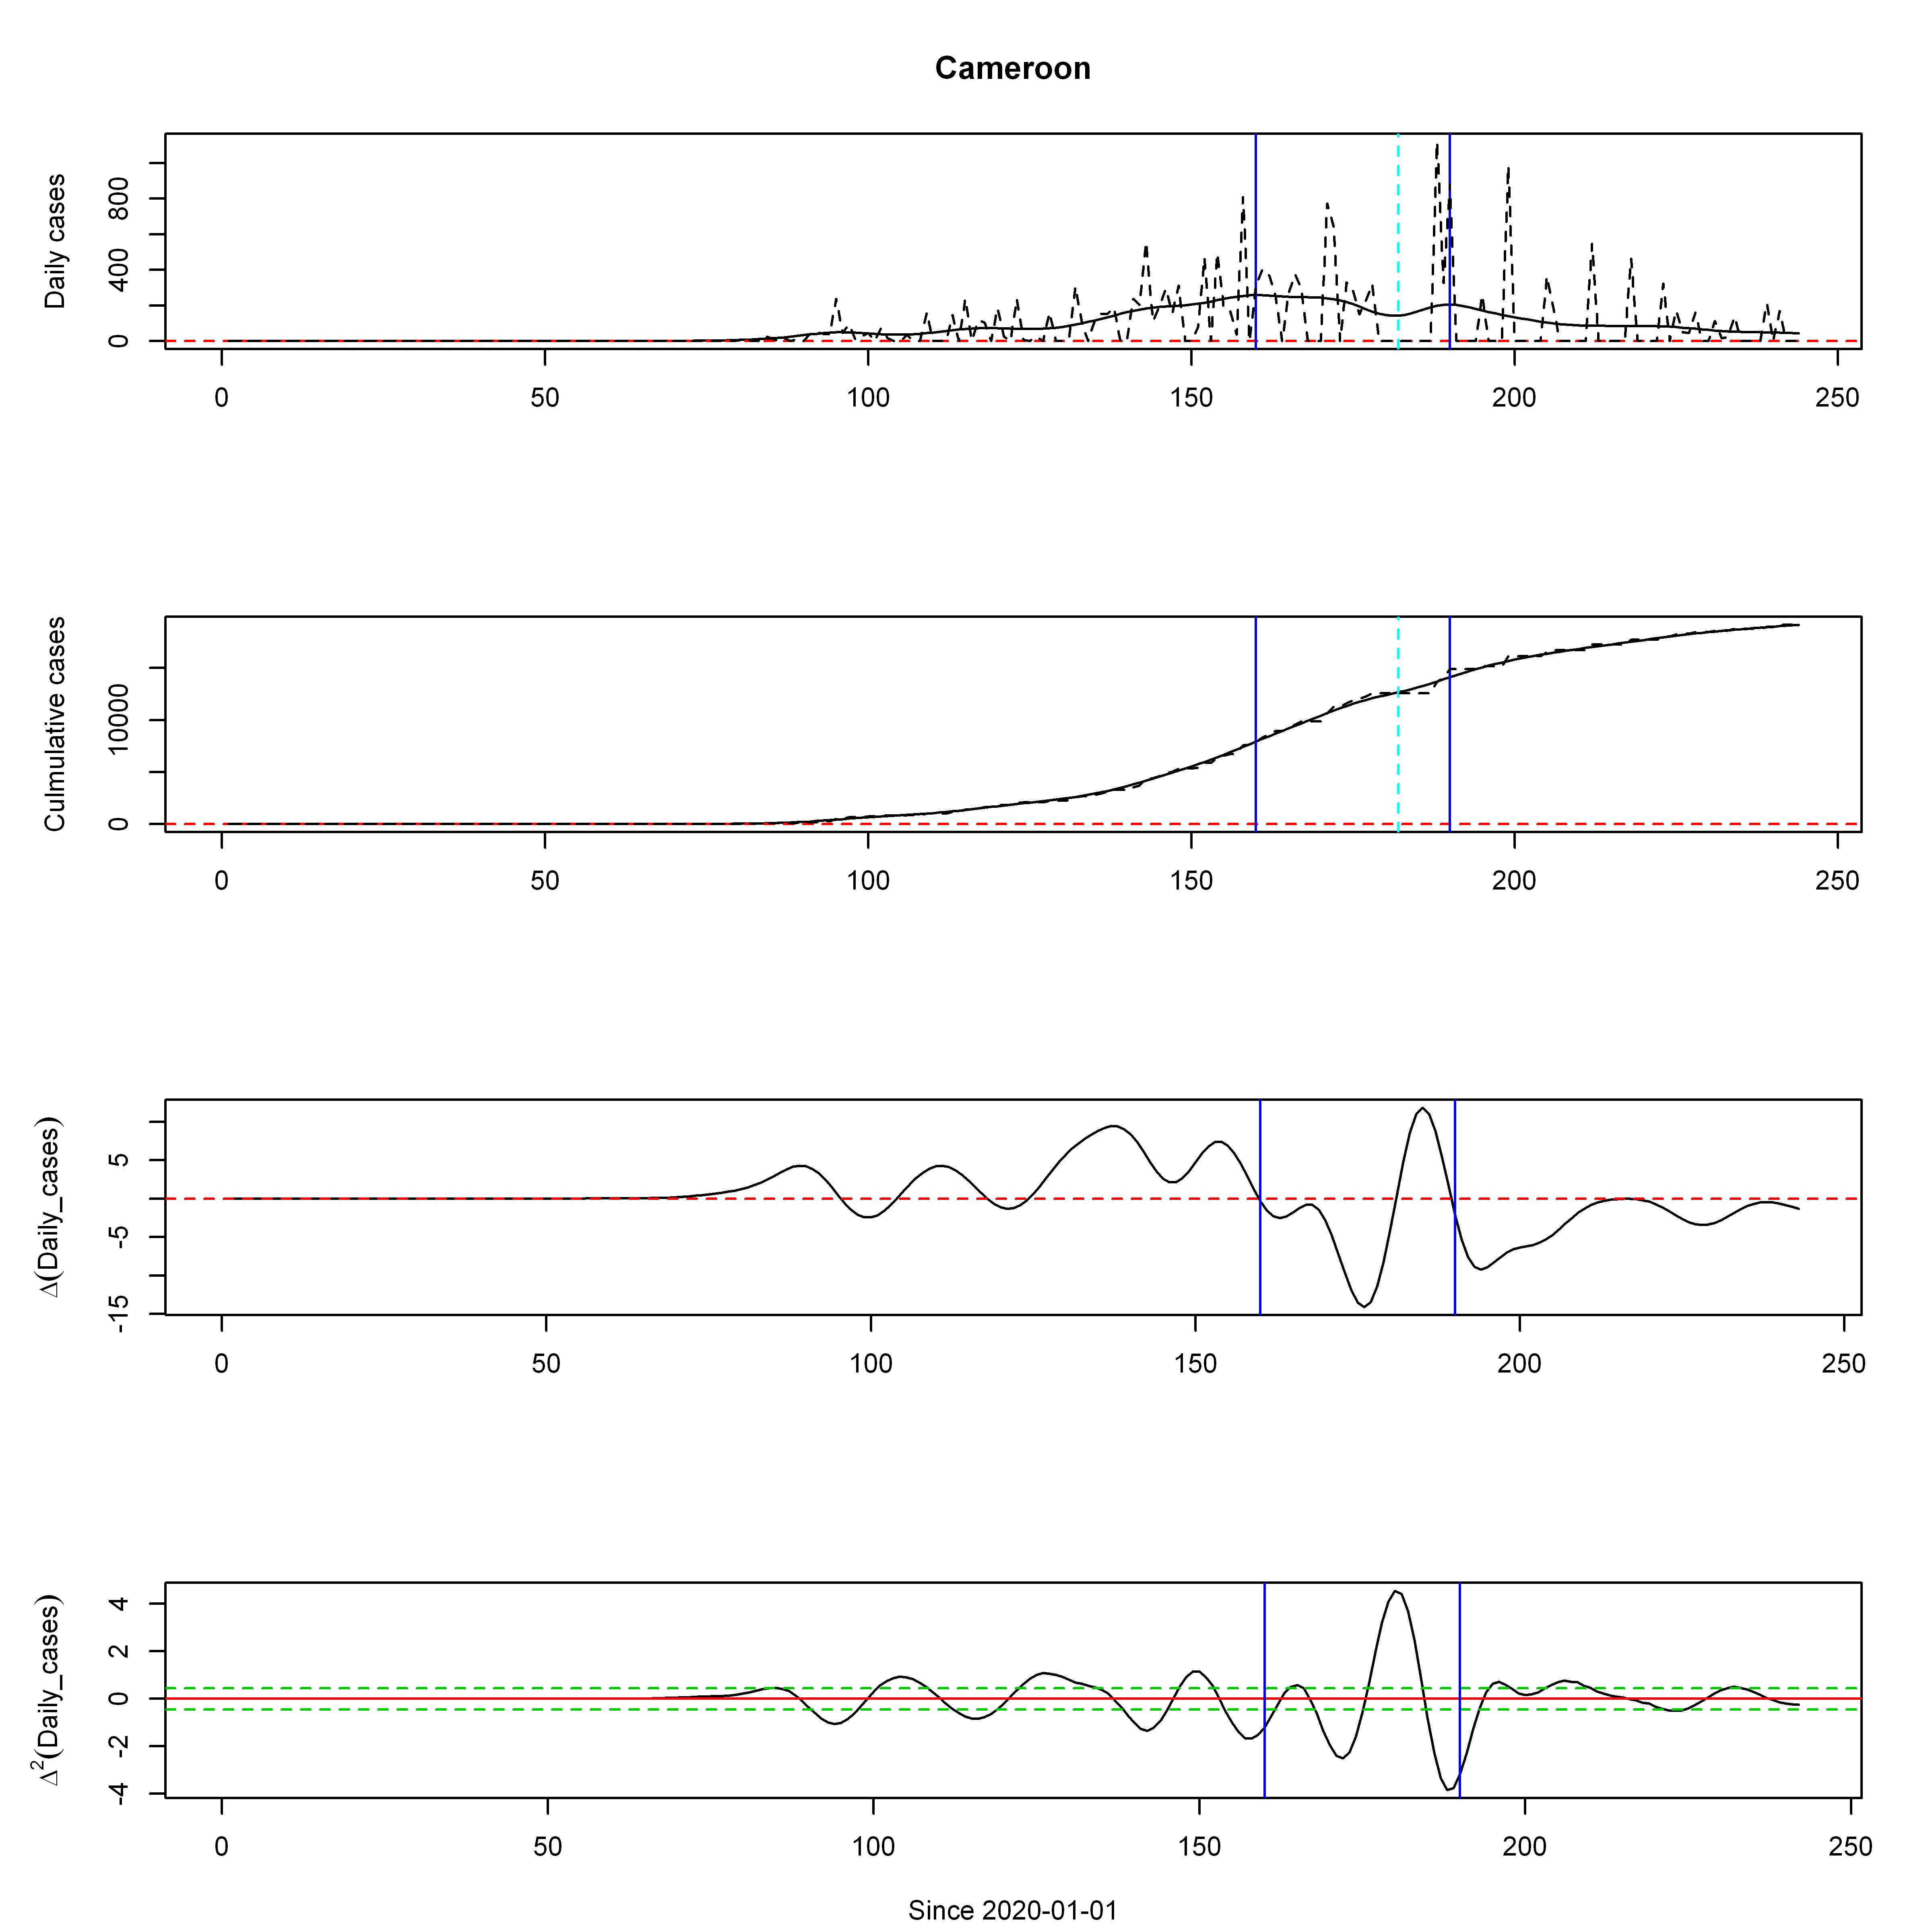 Cameroon
Daily cases
0 400 800
0 50 100 150 200 250
Culmulative cases
0 10000
0 50 100 150 200 250
Δ(Daily_cases)
-15 -5 5
0 50 100 150 200 250
Δ2(Daily_cases)
-4 -2 0 2 4
0 50 100 150 200 250
Since 2020-01-01